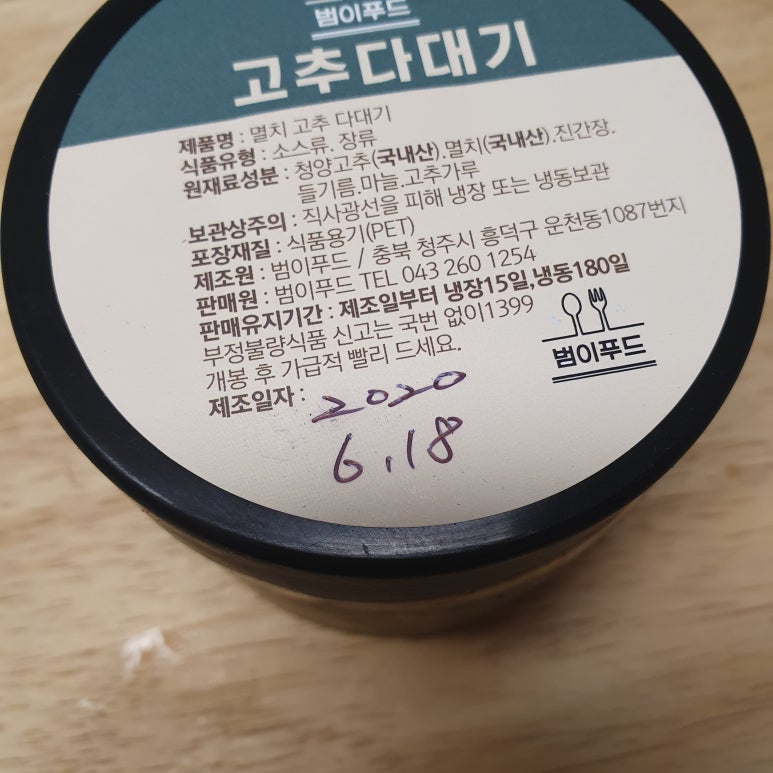 범이푸드
고추다대기
제품명 : 멸치 고추 다대기
식품유형 : 소스류. 장류
원재료성분 : 청양고추(국내산).멸치(국내산).진간장.
들기름.마늘.고추가루
보관상주의 : 직사광선을 피해 냉장 또는 냉동보관
포장재질 : 식품용기(PET)
제조원 : 범이푸드 / 충북 청주시 흥덕구 운천동1087번지
판매원 : 범이푸드 TEL 043 260 1254
판매유지기간 : 제조일부터 냉장15일,냉동180일
부정불량식품 신고는 국번 없이1399
개봉 후 가급적 빨리 드세요.
제조일자 : 2020
6.18
범이푸드